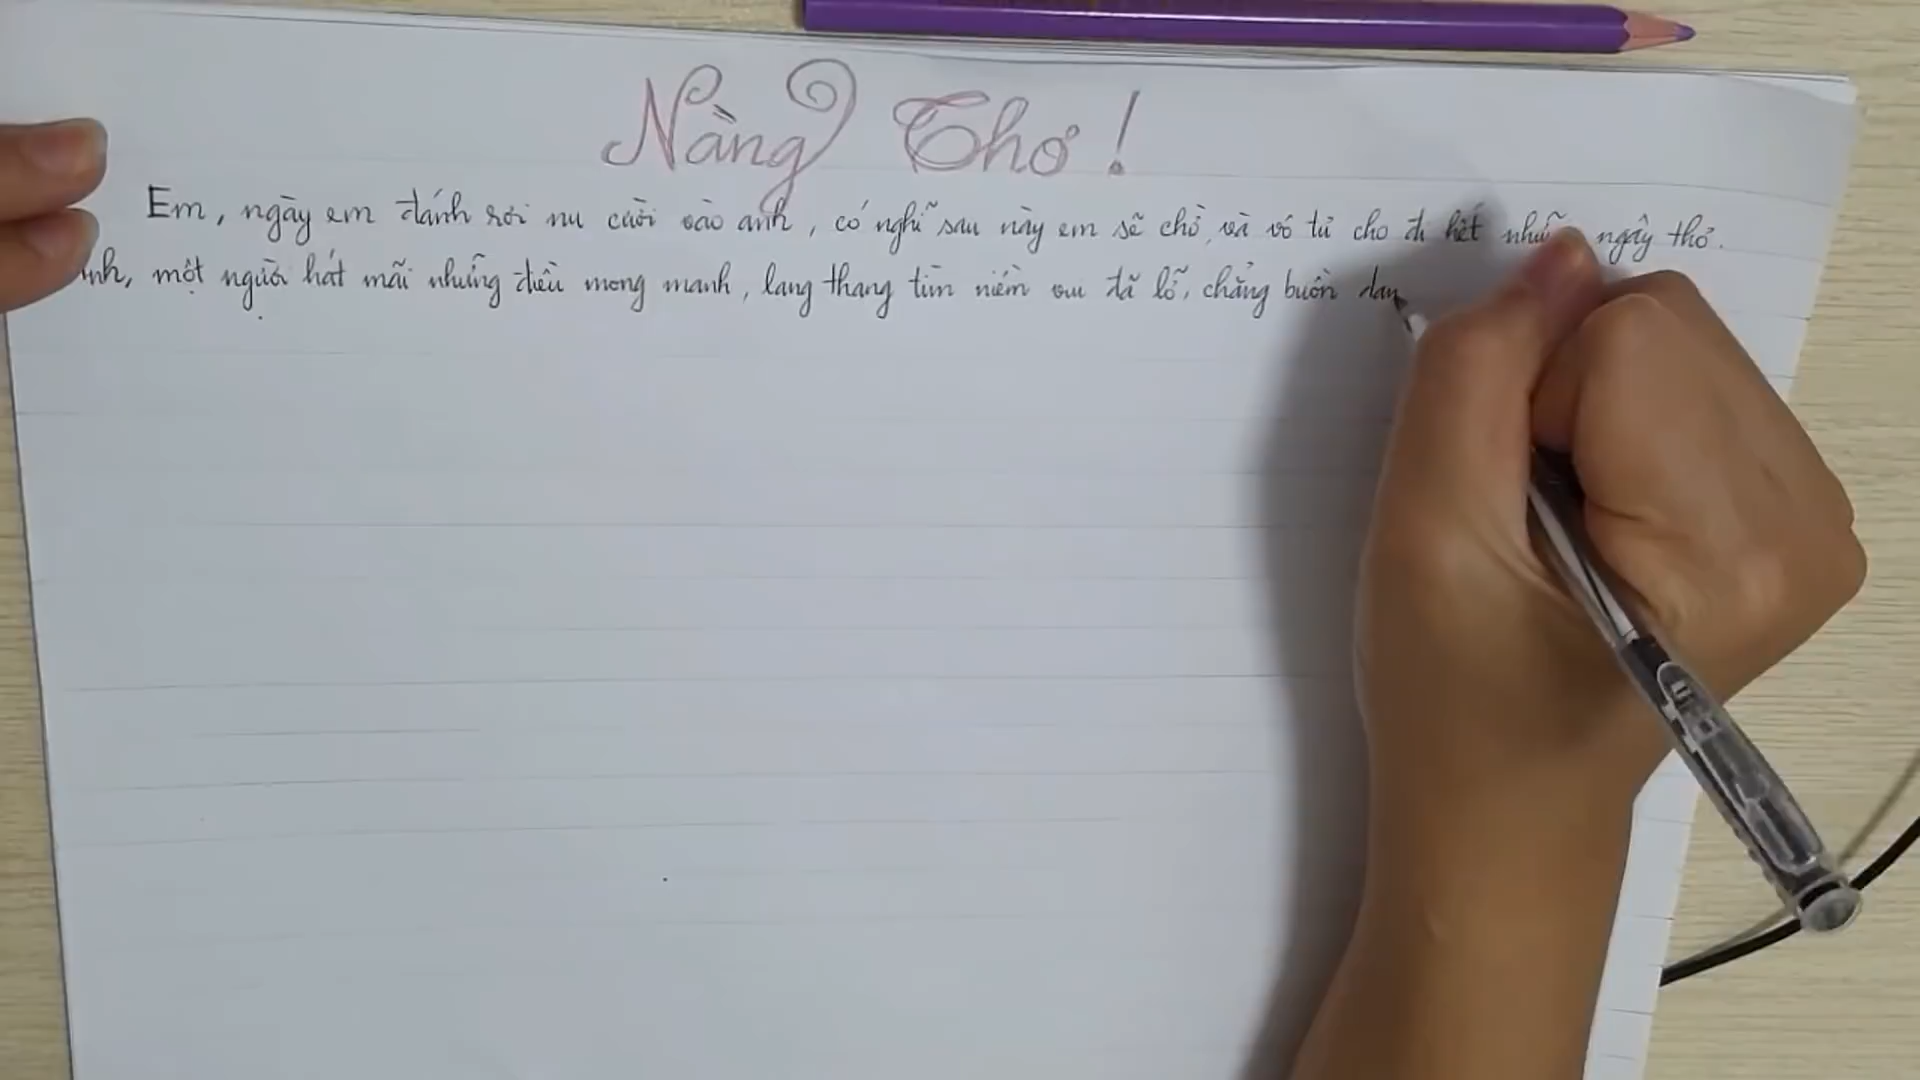 Nàng Thơ!
Em, ngày em đánh rơi nụ cười vào anh, có nghĩ sau này em sẽ chờ, và vô tư cho đi hết những ngây thơ.
Anh, một người hát mãi những điều mong manh, lang thang tìm niềm vui đã lỡ, chẳng buồn